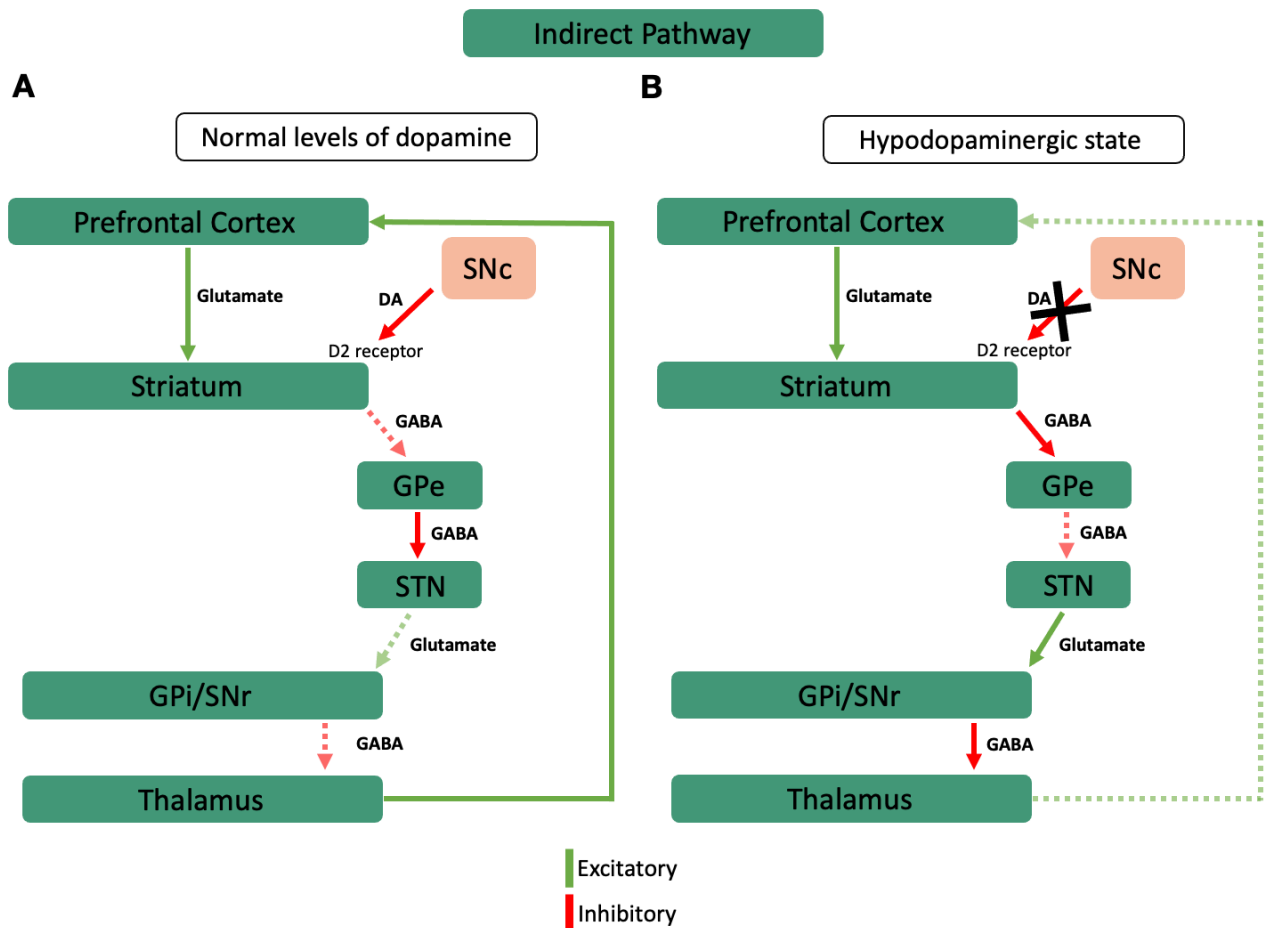 Indirect Pathway
A
Normal levels of dopamine
Prefrontal Cortex
SNc
Glutamate
DA
D2 receptor
Striatum
GABA
GPe
GABA
STN
Glutamate
GPi/SNr
GABA
Thalamus
B
Hypodopaminergic state
Prefrontal Cortex
SNc
Glutamate
DA
D2 receptor
Striatum
GABA
GPe
GABA
STN
Glutamate
GPi/SNr
GABA
Thalamus
Excitatory
Inhibitory